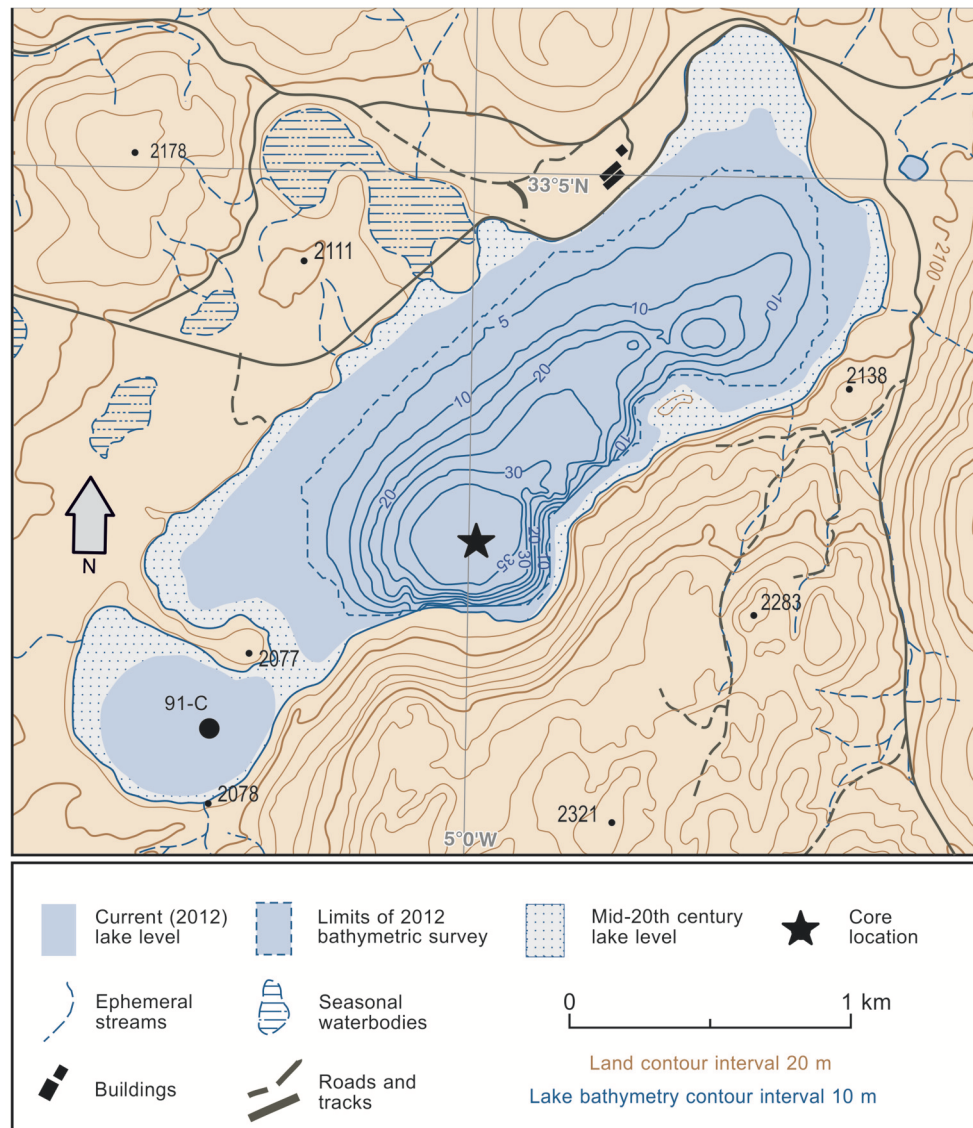 2178
33°5'N
2111
2100
5
10
10
10
20
2138
10
30
20
20
10
35
30
2283
N
2077
91-C
2078
2321
5°0'W
Current (2012)
lake level
Limits of 2012
bathymetric survey
Mid-20th century
lake level
Core
location
Ephemeral
streams
Seasonal
waterbodies
0
1 km
Buildings
Roads and
tracks
Land contour interval 20 m
Lake bathymetry contour interval 10 m